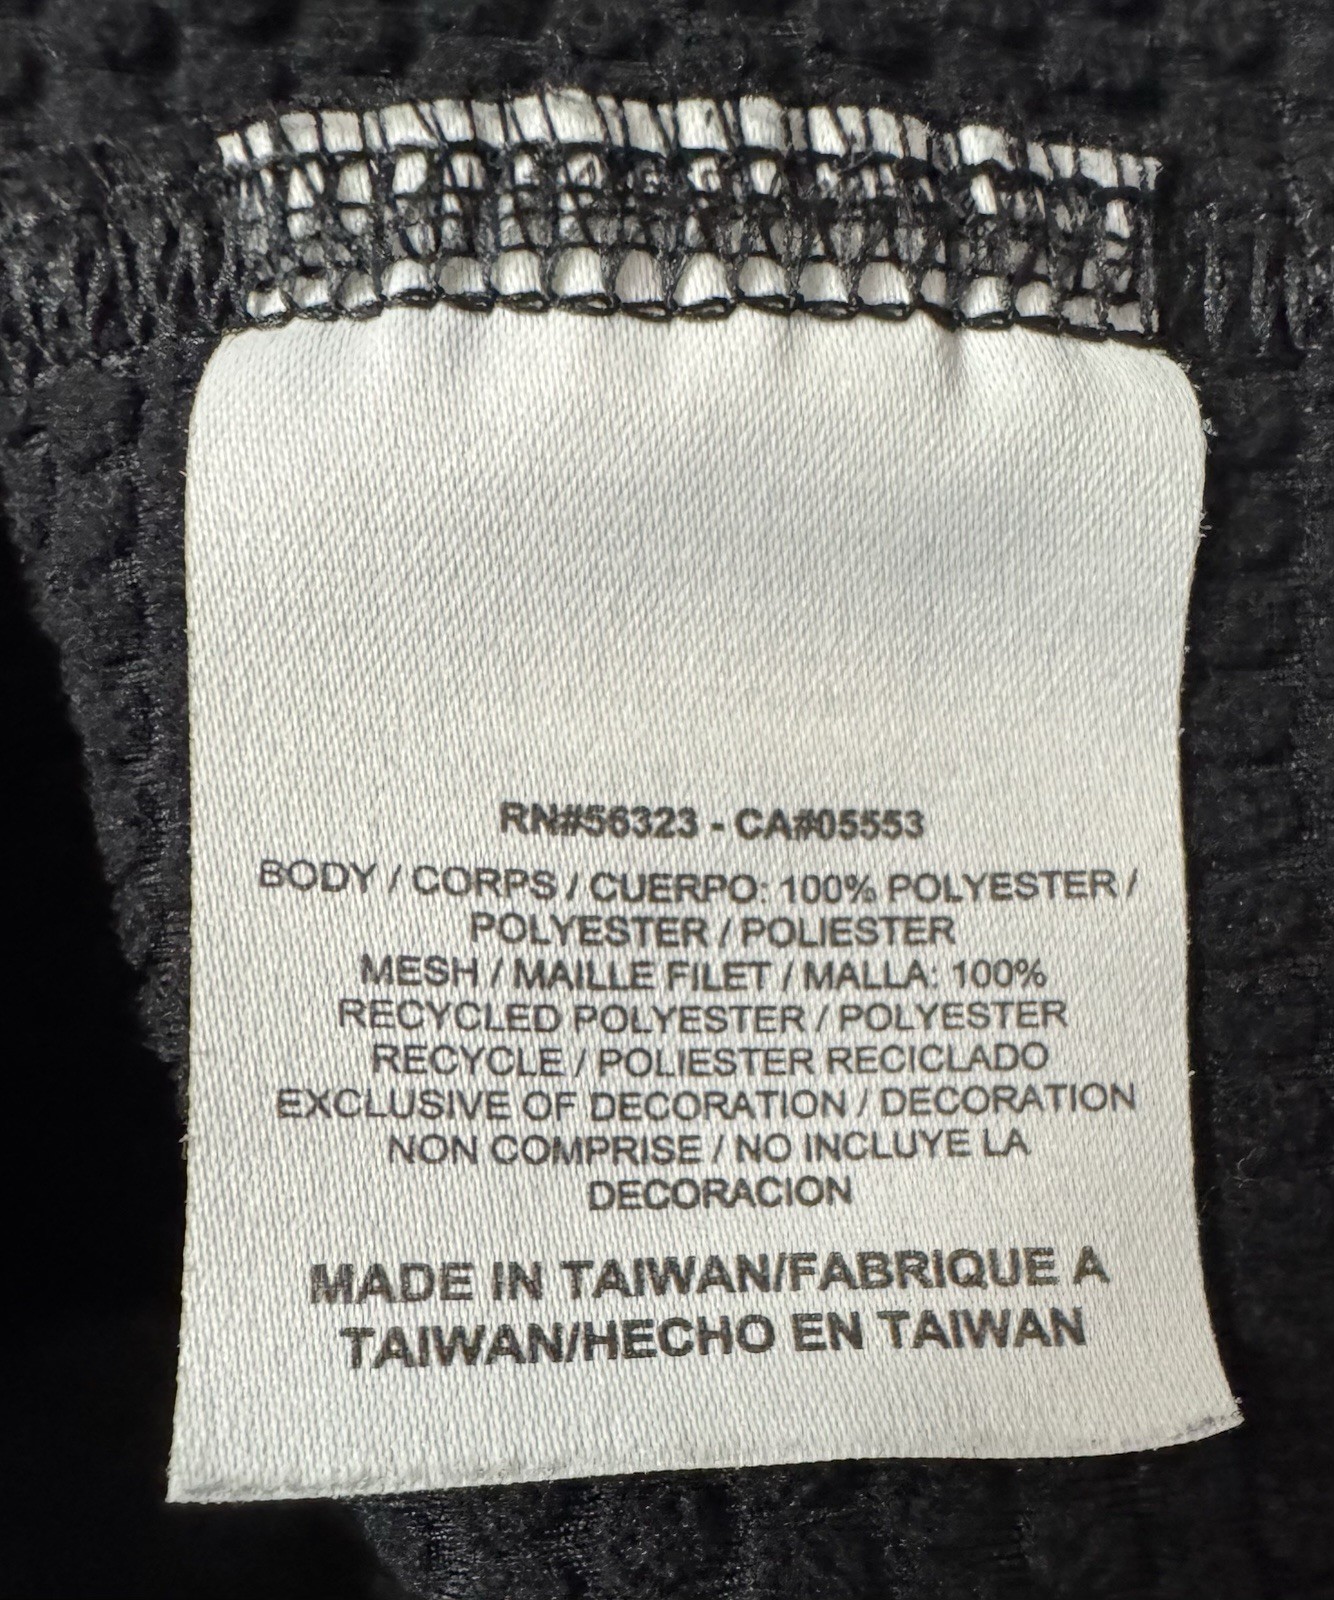 RN#56323 - CA#05553
BODY / CORPS / CUERPO: 100% POLYESTER /
POLYESTER / POLIESTER
MESH / MAILLE FILET / MALLA: 100%
RECYCLED POLYESTER / POLYESTER
RECYCLE / POLIESTER RECICLADO
EXCLUSIVE OF DECORATION / DECORATION
NON COMPRISE / NO INCLUYE LA
DECORACION
MADE IN TAIWAN/FABRIQUE A
TAIWAN/HECHO EN TAIWAN